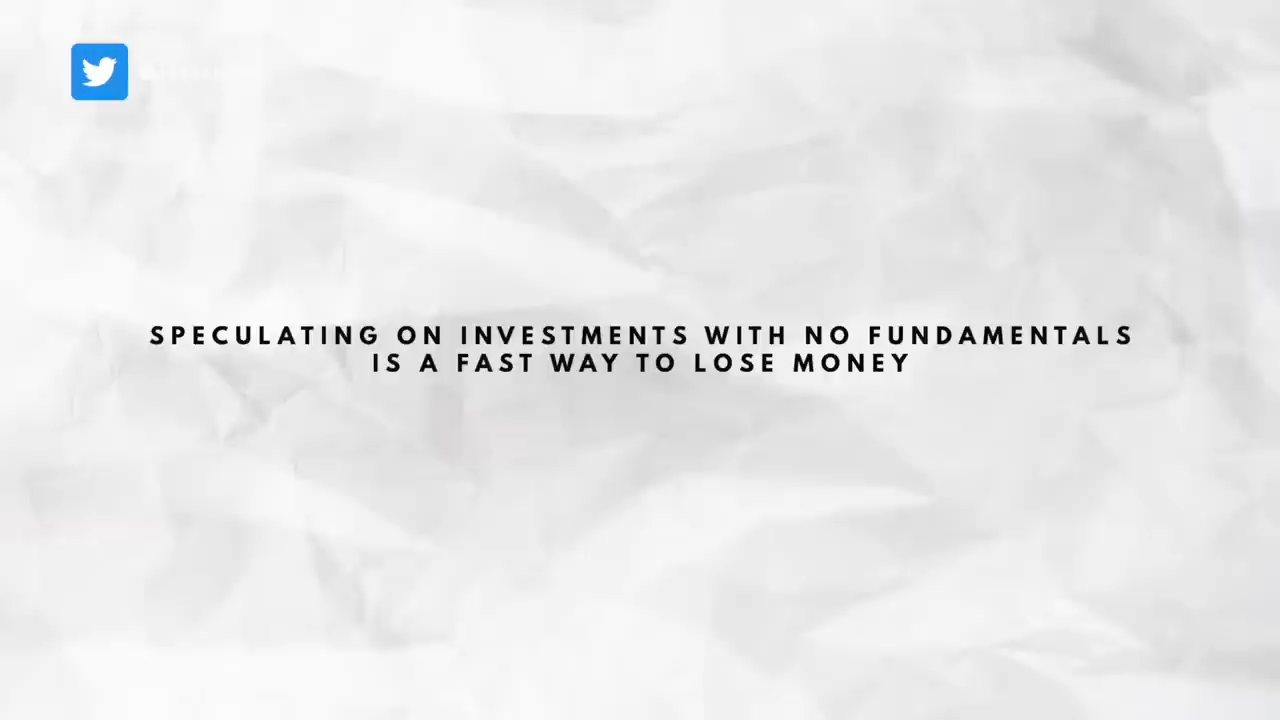 SPECULATING ON INVESTMENTS WITH NO FUNDAMENTALS
IS A FAST WAY TO LOSE MONEY